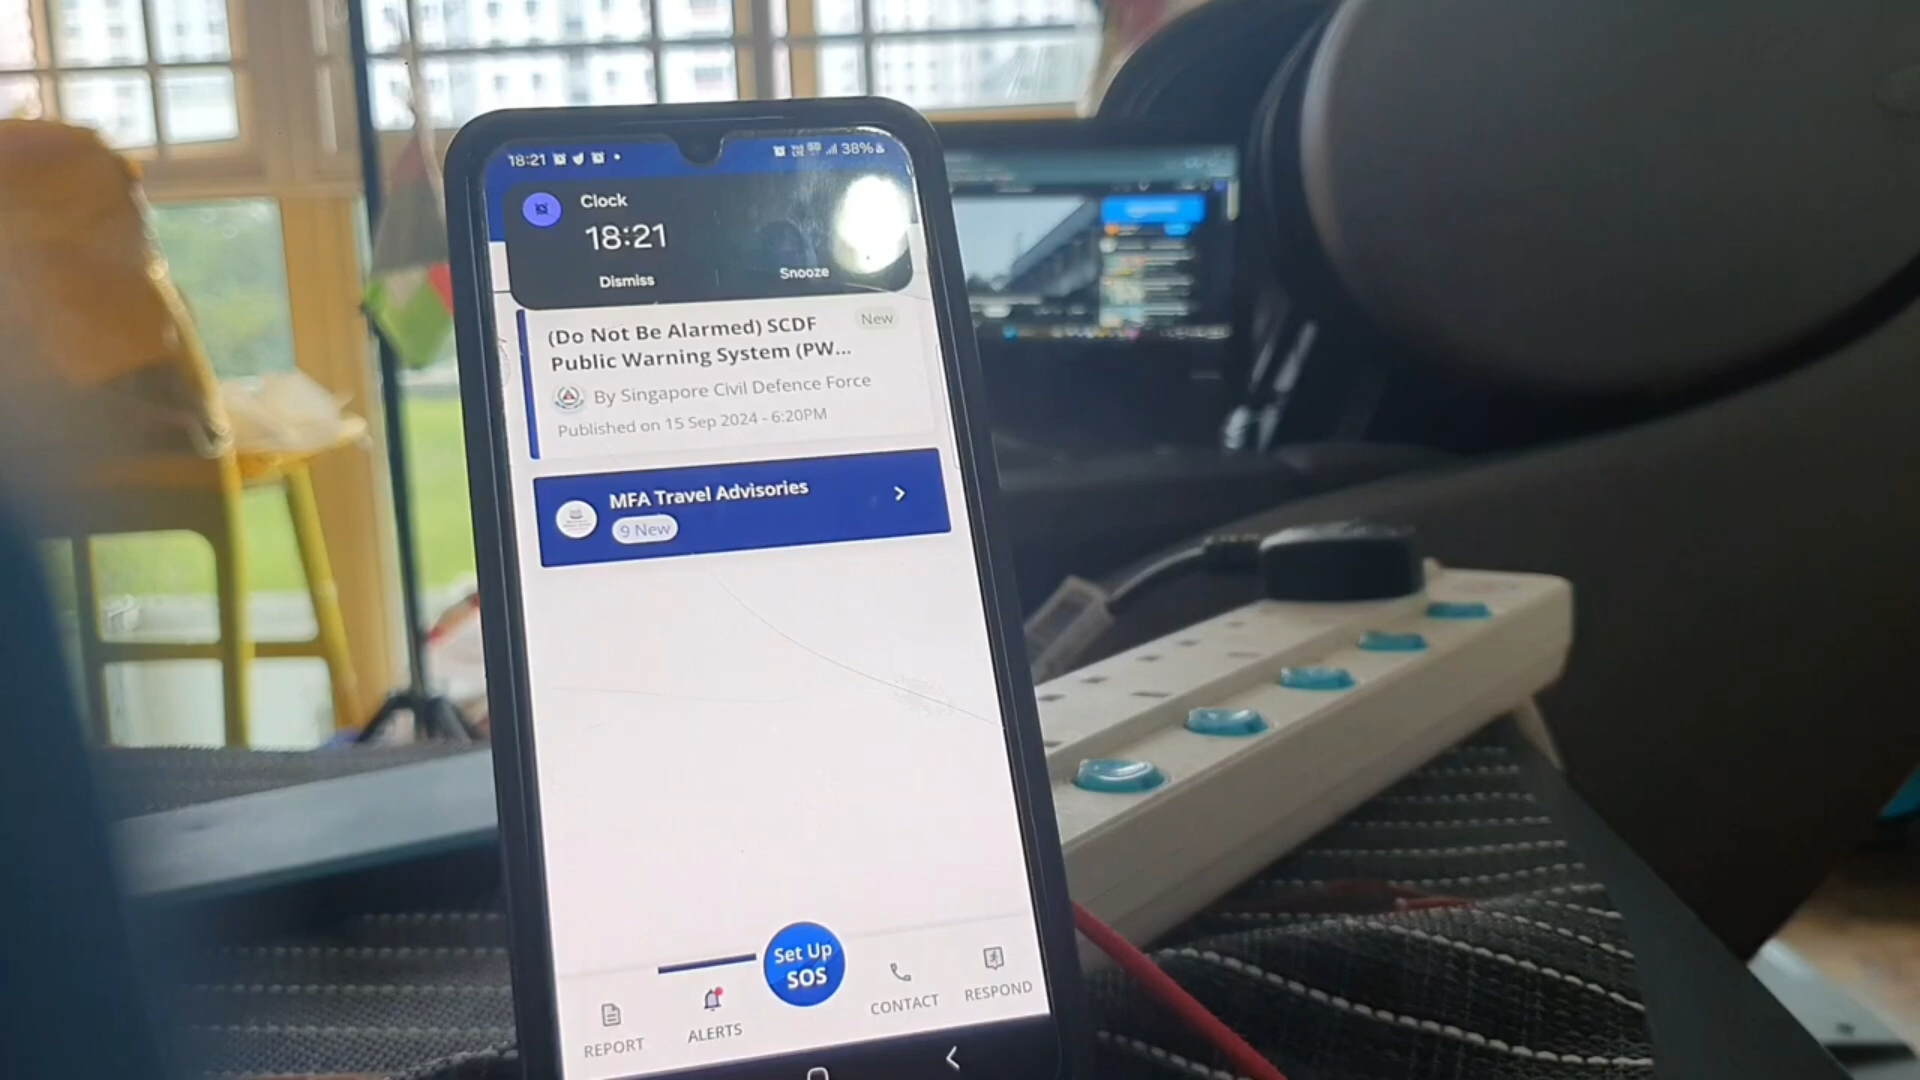 18:21
38%
Clock
18:21
Dismiss
Snooze
(Do Not Be Alarmed) SCDF
New
Public Warning System (PW...
By Singapore Civil Defence Force
Published on 15 Sep 2024 - 6:20PM
MFA Travel Advisories
9 New
Set Up
SOS
REPORT
ALERTS
CONTACT
RESPOND